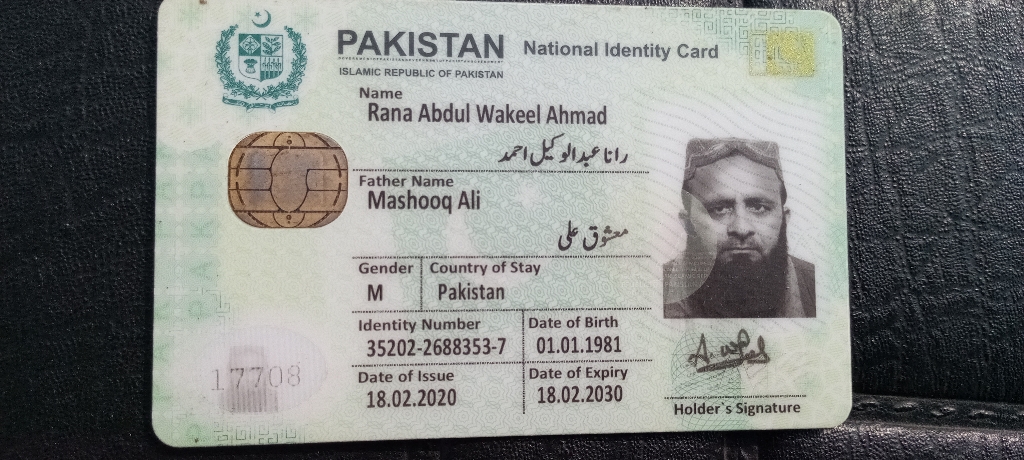 PAKISTAN National Identity Card
ISLAMIC REPUBLIC OF PAKISTAN
Name
Rana Abdul Wakeel Ahmad
رانا عبدالوکیل احمد
Father Name
Mashooq Ali
معشوق علی
Gender Country of Stay
M Pakistan
Identity Number Date of Birth
35202-2688353-7 01.01.1981
Date of Issue Date of Expiry
18.02.2020 18.02.2030
17708
Holder`s Signature